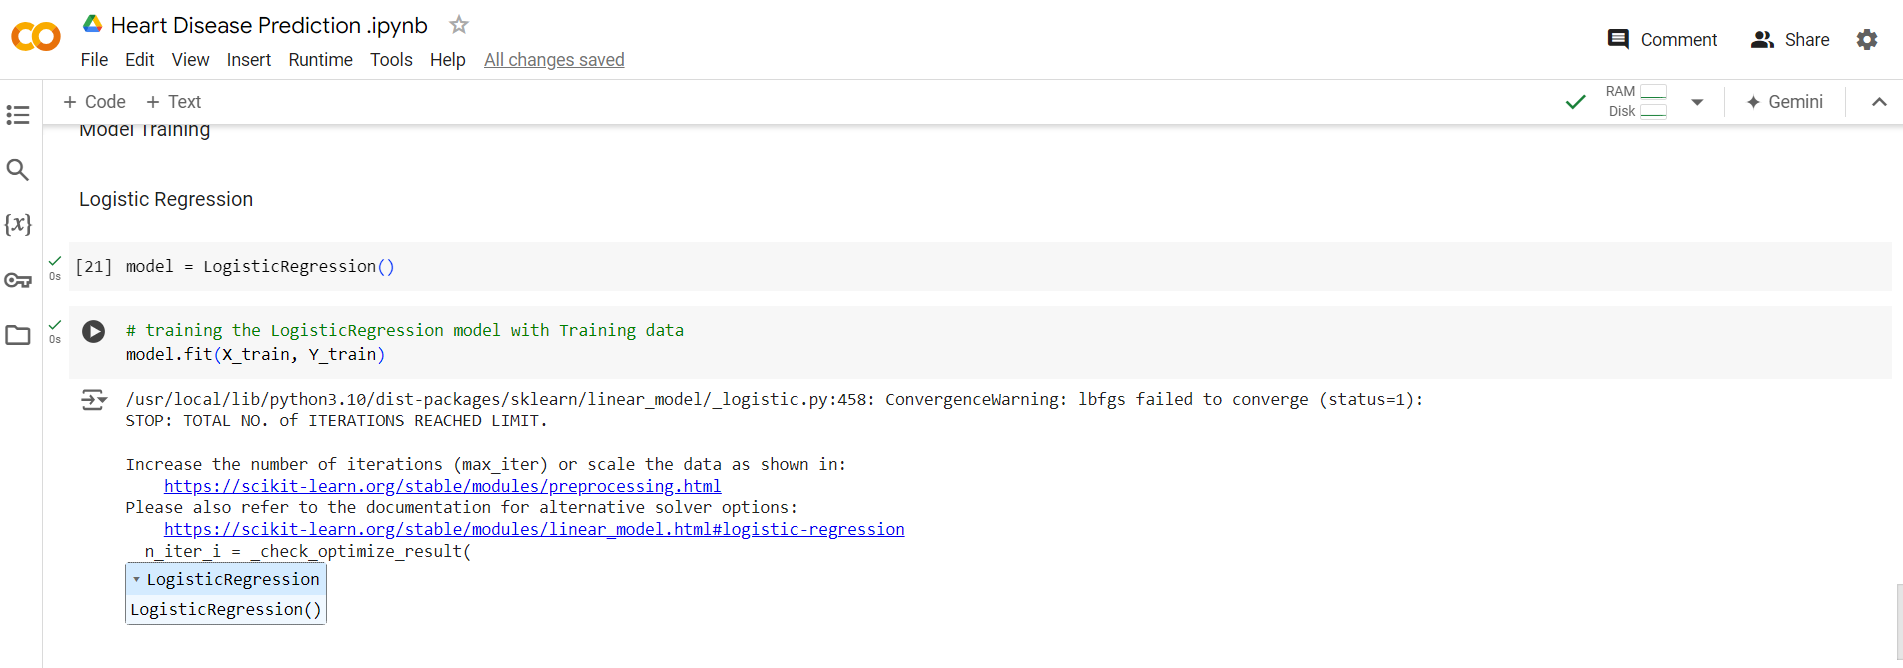 Heart Disease Prediction .ipynb
File Edit View Insert Runtime Tools Help All changes saved
Comment Share
+ Code + Text
RAM
Disk
Gemini
Model Training
Logistic Regression
0s
[21] model = LogisticRegression()
0s
# training the LogisticRegression model with Training data
model.fit(X_train, Y_train)
/usr/local/lib/python3.10/dist-packages/sklearn/linear_model/_logistic.py:458: ConvergenceWarning: lbfgs failed to converge (status=1):
STOP: TOTAL NO. of ITERATIONS REACHED LIMIT.
Increase the number of iterations (max_iter) or scale the data as shown in:
https://scikit-learn.org/stable/modules/preprocessing.html
Please also refer to the documentation for alternative solver options:
https://scikit-learn.org/stable/modules/linear_model.html#logistic-regression
n_iter_i = _check_optimize_result(
LogisticRegression
LogisticRegression()